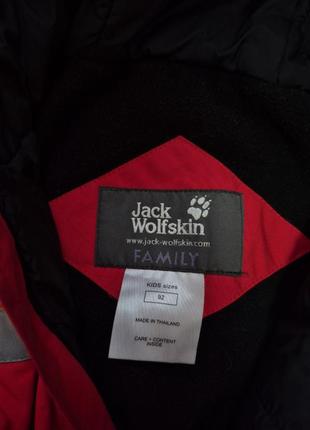 Jack
Wolfskin
www.jack-wolfskin.com
FAMILY
KIDS sizes
92
MADE IN THAILAND
CARE + CONTENT
INSIDE